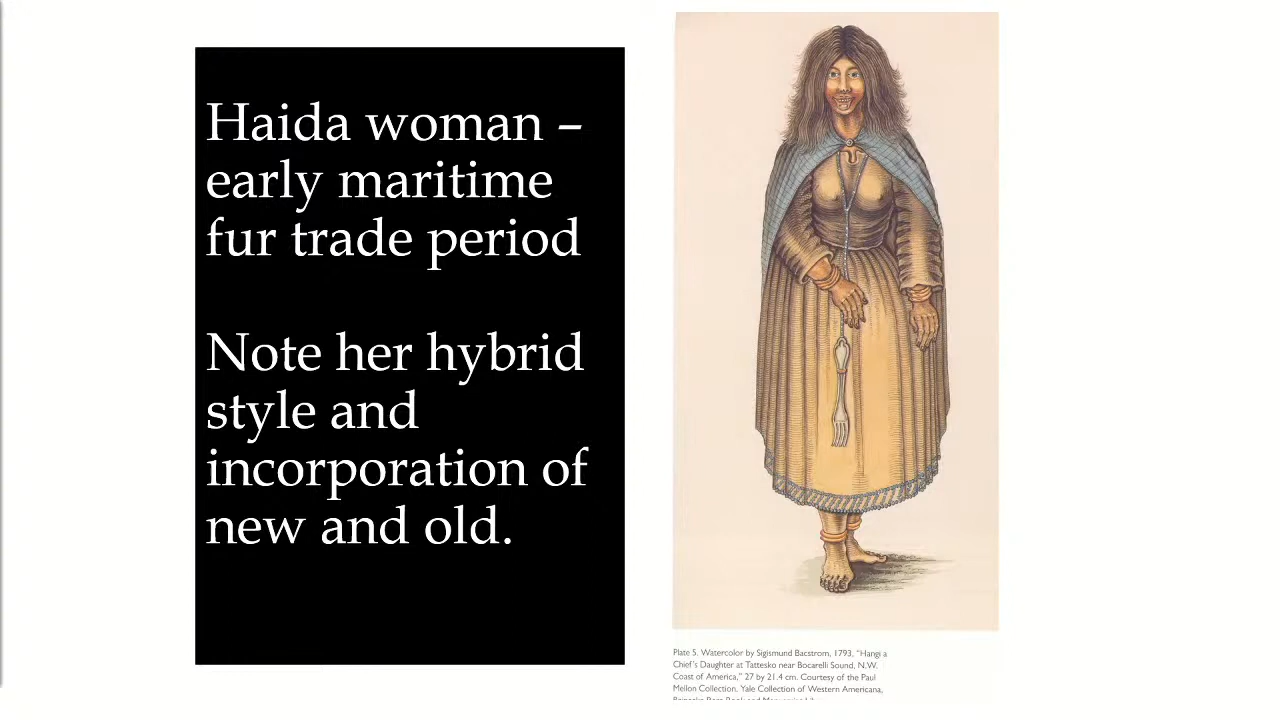 Haida woman –
early maritime
fur trade period
Note her hybrid
style and
incorporation of
new and old.
Plate 5. Watercolor by Sigismund Bacstrom, 1793, "Hangi a
Chief's Daughter at Tattesko near Bocarelli Sound, N.W.
Coast of America," 27 by 21.4 cm. Courtesy of the Paul
Mellon Collection, Yale Collection of Western Americana,